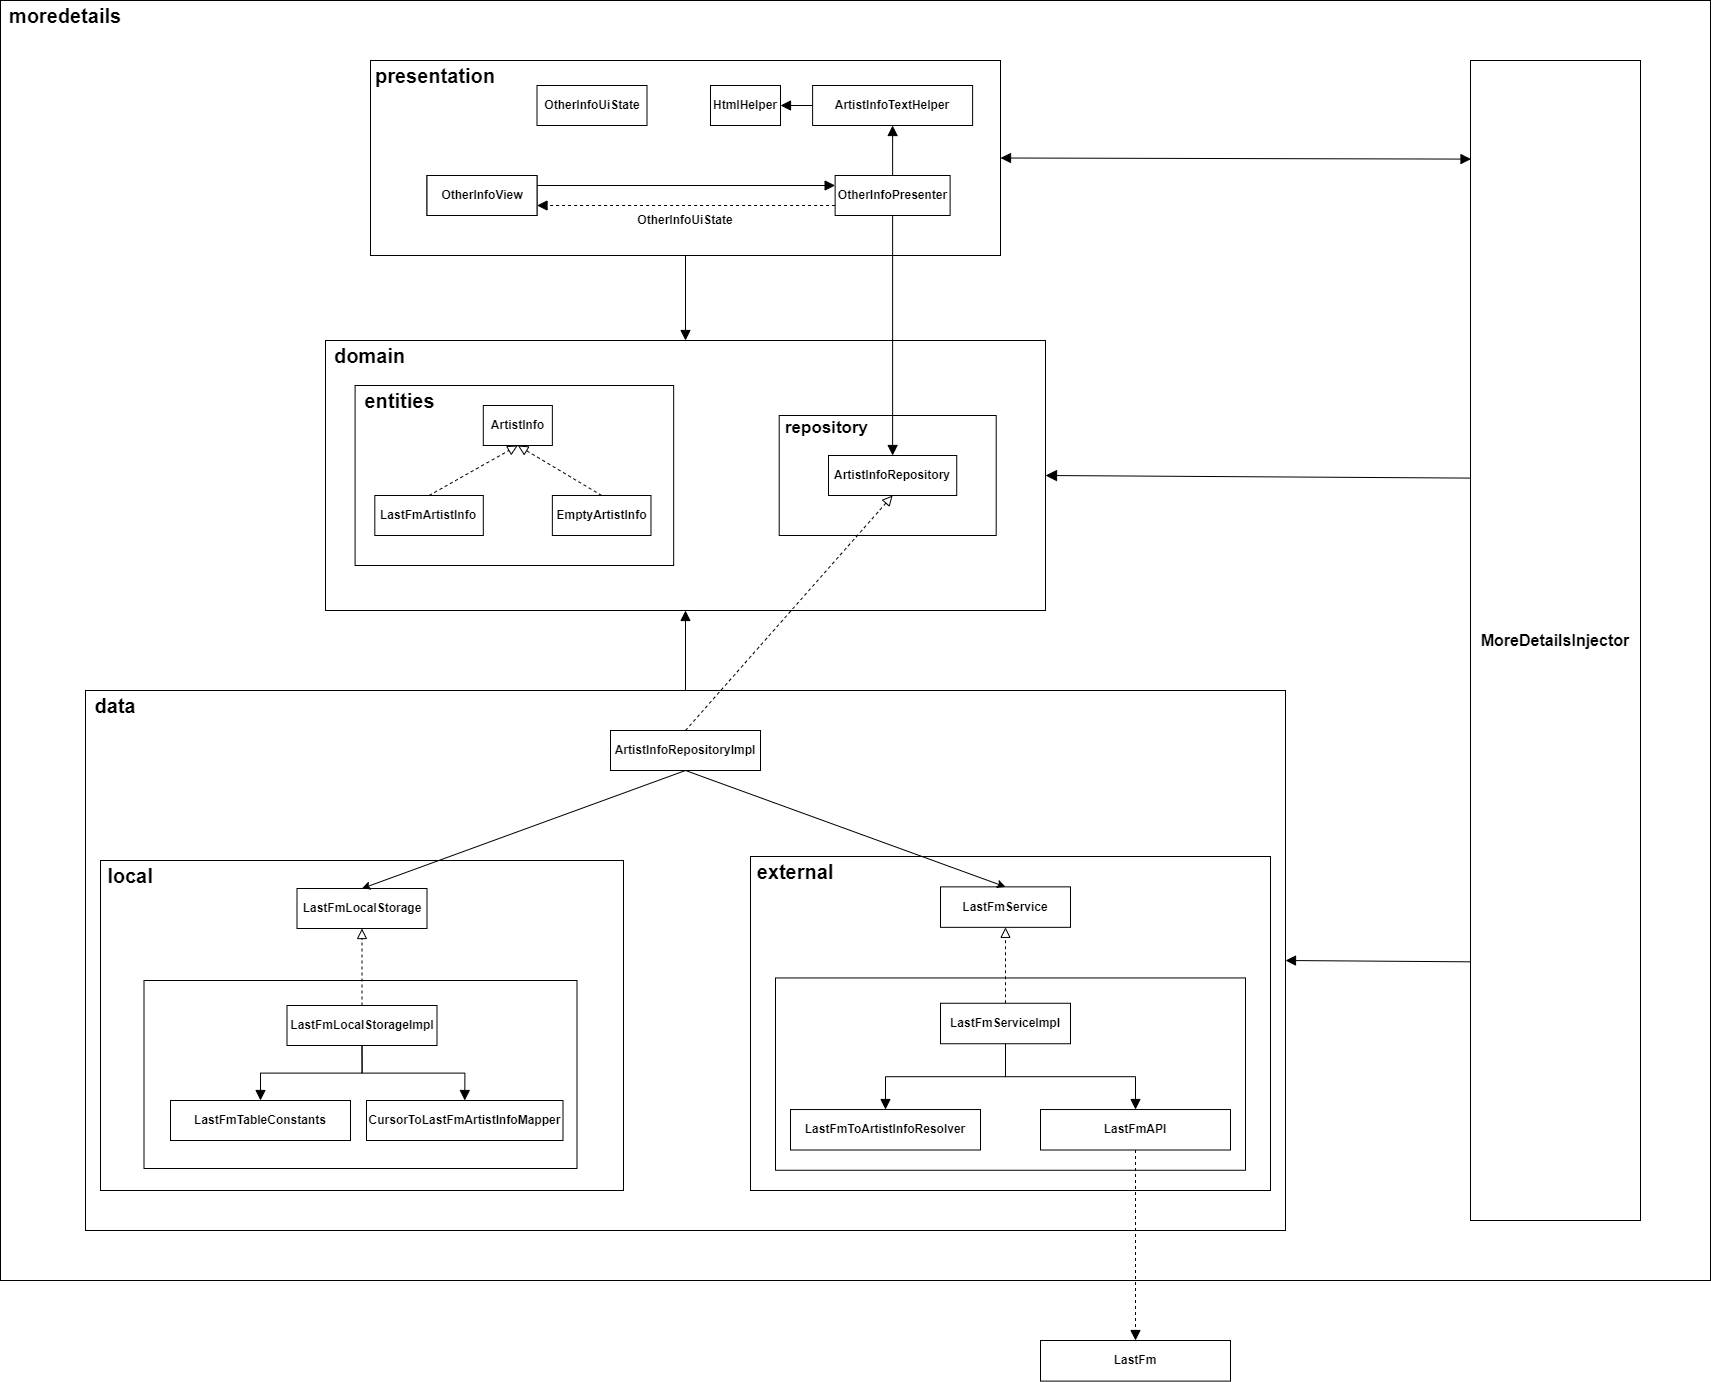 moredetails
presentation
OtherInfoUiState
HtmlHelper
ArtistInfoTextHelper
OtherInfoView
OtherInfoPresenter
OtherInfoUiState
domain
entities
ArtistInfo
repository
ArtistInfoRepository
LastFmArtistInfo
EmptyArtistInfo
MoreDetailsInjector
data
ArtistInfoRepositoryImpl
local
external
LastFmLocalStorage
LastFmService
LastFmLocalStorageImpl
LastFmServiceImpl
LastFmTableConstants
CursorToLastFmArtistInfoMapper
LastFmToArtistInfoResolver
LastFmAPI
LastFm